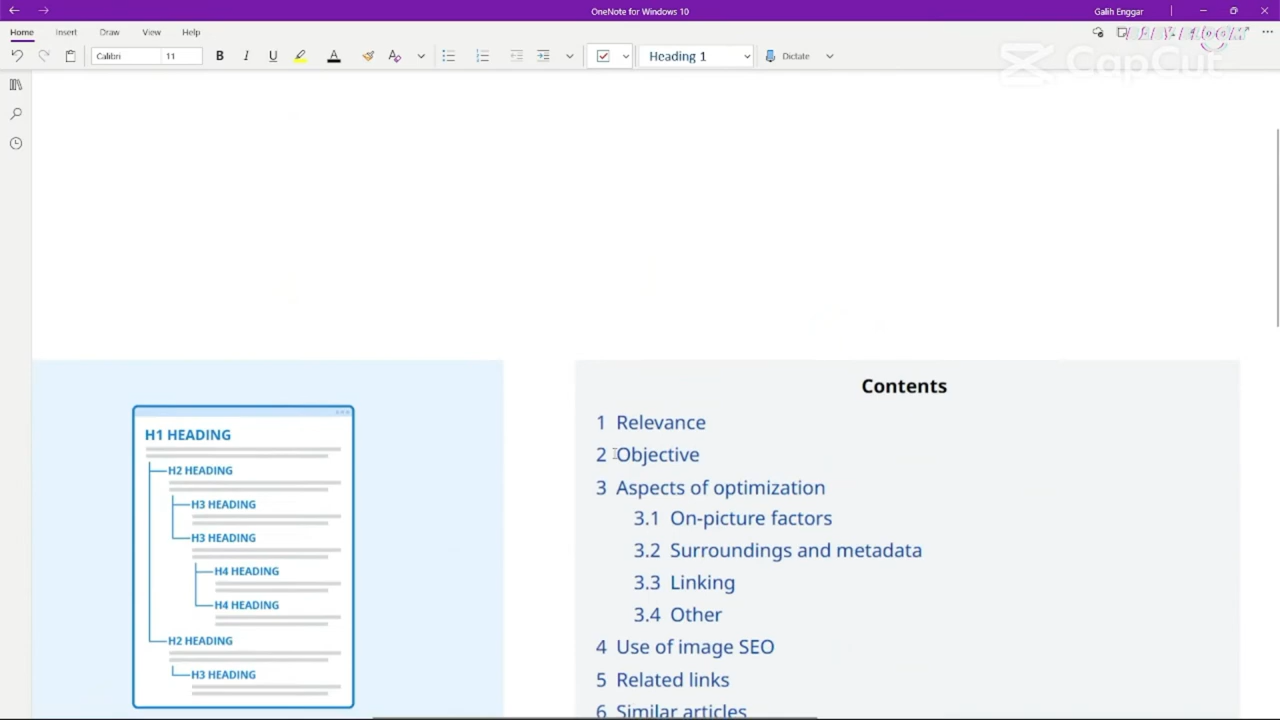 OneNote for Windows 10
Galih Enggar
Home Insert Draw View Help
CapCut
Calibri 11 B I U A Heading 1 Dictate
H1 HEADING
H2 HEADING
H3 HEADING
H3 HEADING
H4 HEADING
H4 HEADING
H2 HEADING
H3 HEADING
Contents
1 Relevance
2 Objective
3 Aspects of optimization
3.1 On-picture factors
3.2 Surroundings and metadata
3.3 Linking
3.4 Other
4 Use of image SEO
5 Related links
6 Similar articles